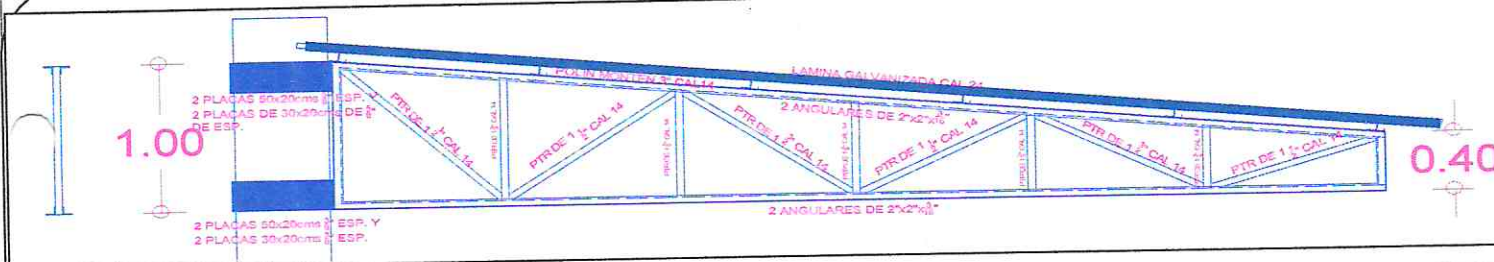 LAMINA GALVANIZADA CAL 24
POLIN MONTEN 3" CAL 14
2 ANGULARES DE 2"x2"x
2 PLACAS 50x20cms ESP. Y
2 PLACAS DE 30x20cms DE
DE ESP.
1.00
0.40
PTR DE 1 CAL 14
PTR DE 1 CAL 14
PTR DE 1 CAL 14
PTR DE 1 CAL 14
PTR DE 1 CAL 14
PTR DE 1 CAL 14
2 ANGULARES DE 2"x2"x
2 PLACAS 50x20cms ESP. Y
2 PLACAS 30x20cms ESP.